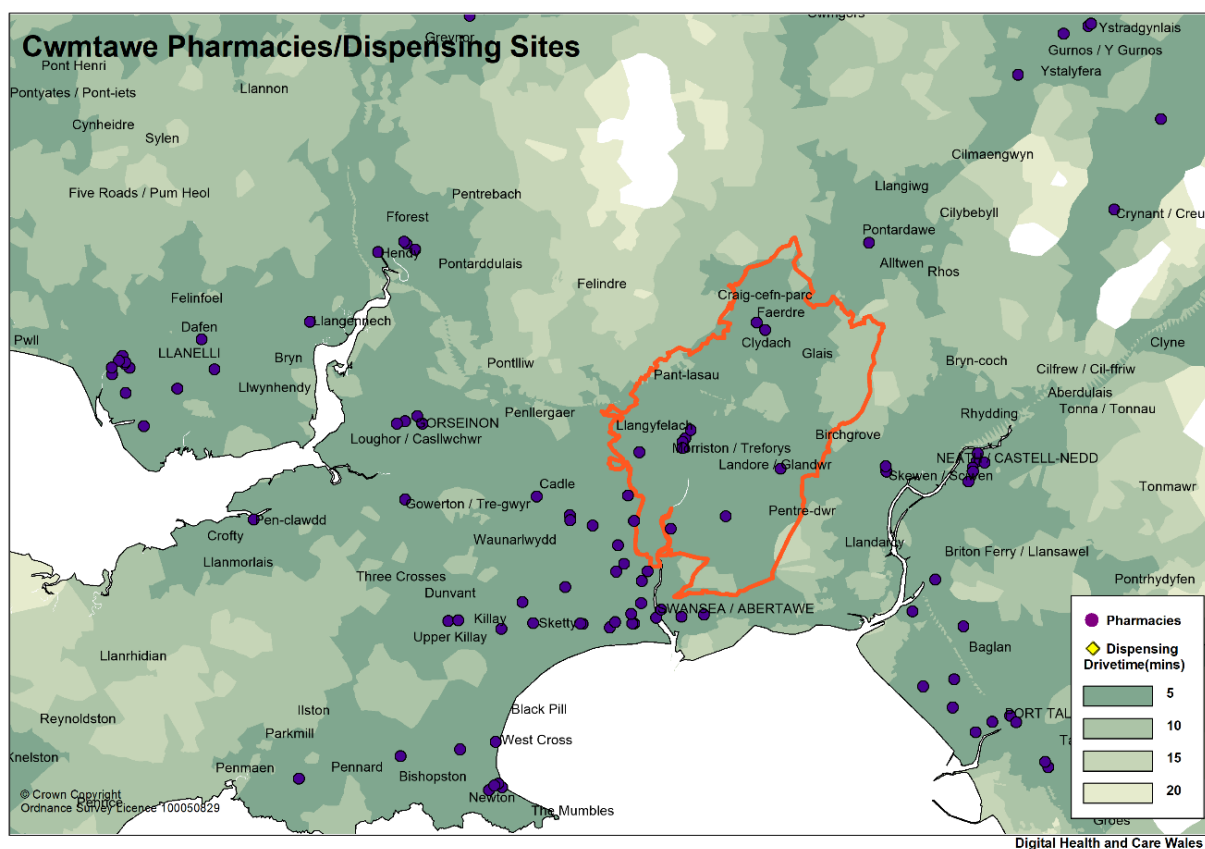 Cwmgors
Greynor
Ystradgynlais
Cwmtawe Pharmacies/Dispensing Sites
Gurnos / Y Gurnos
Pont Henri
Ystalyfera
Llannon
Pontyates / Pont-iets
Cynheidre
Sylen
Cilmaengwyn
Llangiwg
Five Roads / Pum Heol
Pentrebach
Cilybebyll
Fforest
Crynant / Creu
Pontardawe
Hendy
Pontarddulais
Alltwen
Rhos
Felindre
Felinfoel
Craig-cefn-parc
Faerdre
Llangennech
Dafen
Pwll
Clydach
Clyne
LLANELLI
Bryn
Glais
Bryn-coch
Pontlliw
Cilfrew / Cil-ffriw
Llwynhendy
Pant-lasau
Aberdulais
Penllergaer
Rhydding
Tonna / Tonnau
GORSEINON
Llangyfelach
Loughor / Casllwchwr
Birchgrove
Morriston / Treforys
NEATH / CASTELL-NEDD
Landore / Glandwr
Skewen / Sgiwen
Cadle
Tonmawr
Gowerton / Tre-gwyr
Pentre-dwr
Pen-clawdd
Crofty
Waunarlwydd
Llandarcy
Briton Ferry / Llansawel
Llanmorlais
Three Crosses
Pontrhydyfen
Dunvant
SWANSEA / ABERTAWE
Killay
Sketty
Upper Killay
Baglan
Llanrhidian
Ilston
Black Pill
Reynoldston
PORT TAL
Parkmill
West Cross
Ta
Knelston
Penmaen
Pennard
Bishopston
Newton
Penrice
The Mumbles
Groes
Pharmacies
Dispensing
Drivetime(mins)
5
10
15
20
© Crown Copyright
Ordnance Survey Licence 100050829
Digital Health and Care Wales